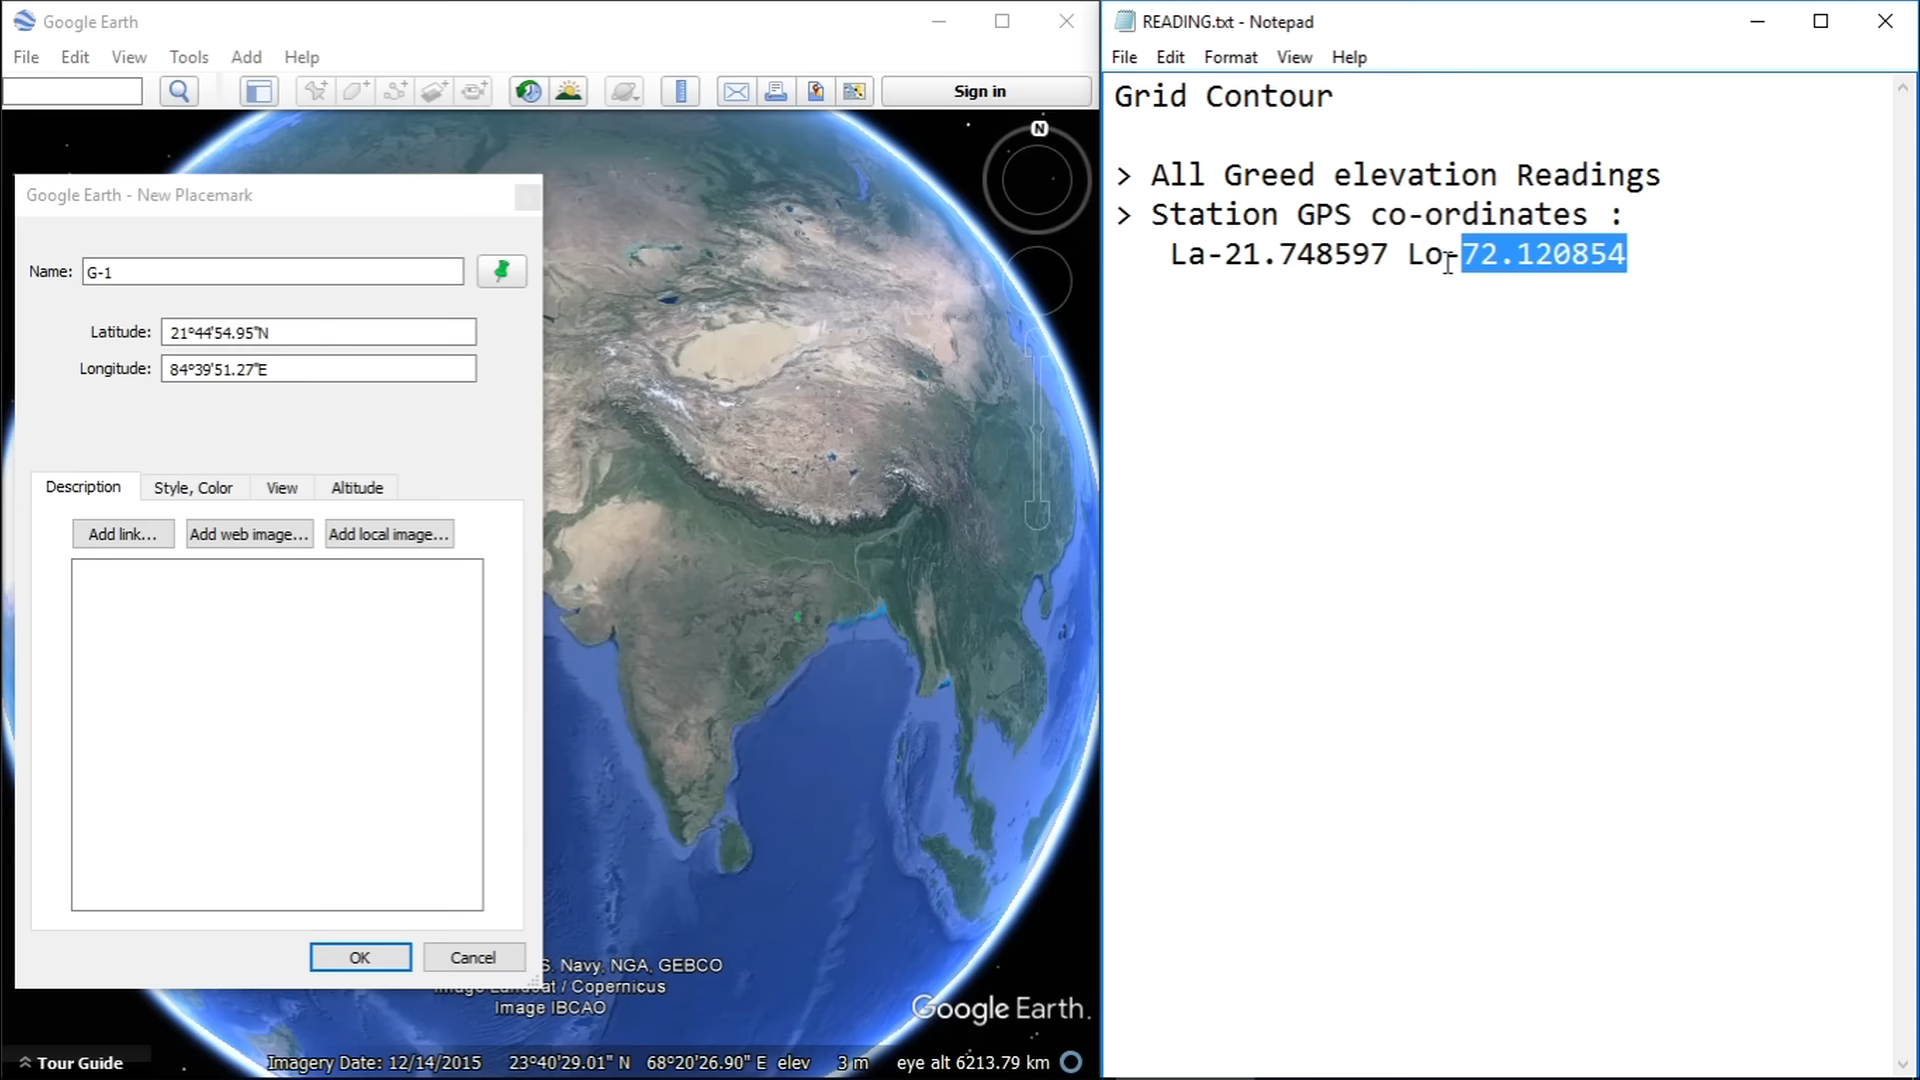 Google Earth
File Edit View Tools Add Help
Sign in
N
Google Earth - New Placemark
Name: G-1
Latitude: 21°44'54.95"N
Longitude: 84°39'51.27"E
Description Style, Color View Altitude
Add link... Add web image... Add local image...
OK Cancel
S. Navy, NGA, GEBCO
Image Landsat / Copernicus
Image IBCAO
Google Earth
Tour Guide
Imagery Date: 12/14/2015 23°40'29.01" N 68°20'26.90" E elev 3 m eye alt 6213.79 km
READING.txt - Notepad
File Edit Format View Help
Grid Contour
> All Greed elevation Readings
> Station GPS co-ordinates :
La-21.748597 Lo-72.120854